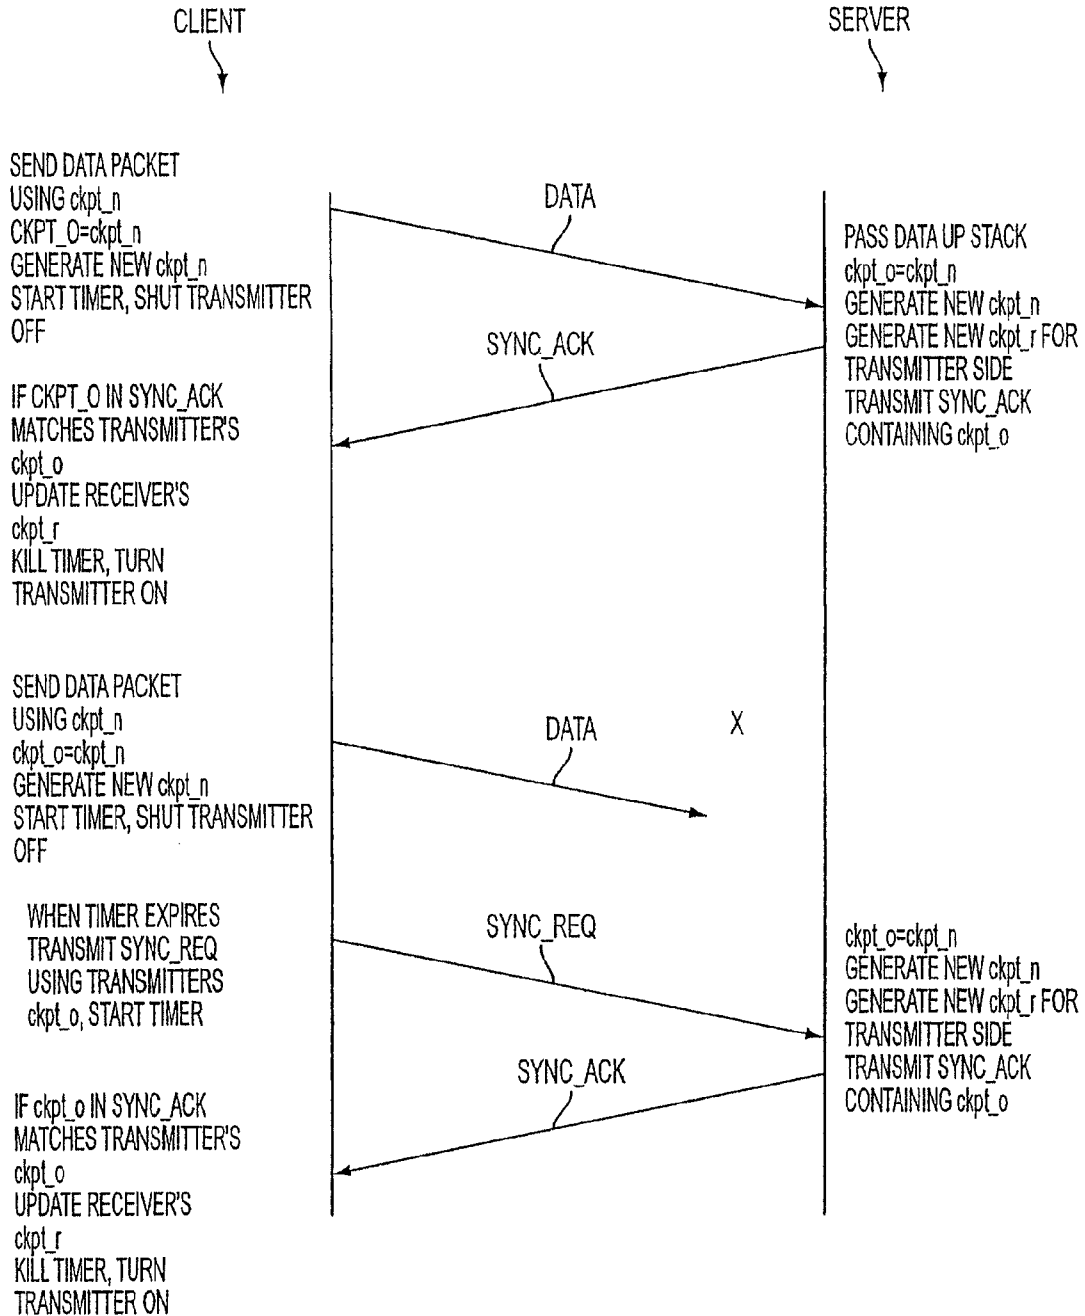 CLIENT
SERVER
SEND DATA PACKET
USING ckpt_n
CKPT_O=ckpt_n
GENERATE NEW ckpt_n
START TIMER, SHUT TRANSMITTER
OFF
DATA
PASS DATA UP STACK
ckpt_o=ckpt_n
GENERATE NEW ckpt_n
GENERATE NEW ckpt_r FOR
TRANSMITTER SIDE
TRANSMIT SYNC_ACK
CONTAINING ckpt_o
SYNC_ACK
IF CKPT_O IN SYNC_ACK
MATCHES TRANSMITTER'S
ckpt_o
UPDATE RECEIVER'S
ckpt_r
KILL TIMER, TURN
TRANSMITTER ON
SEND DATA PACKET
USING ckpt_n
ckpt_o=ckpt_n
GENERATE NEW ckpt_n
START TIMER, SHUT TRANSMITTER
OFF
DATA
X
WHEN TIMER EXPIRES
TRANSMIT SYNC_REQ
USING TRANSMITTERS
ckpt_o, START TIMER
SYNC_REQ
ckpt_o=ckpt_n
GENERATE NEW ckpt_n
GENERATE NEW ckpt_r FOR
TRANSMITTER SIDE
TRANSMIT SYNC_ACK
CONTAINING ckpt_o
SYNC_ACK
IF ckpt_o IN SYNC_ACK
MATCHES TRANSMITTER'S
ckpt_o
UPDATE RECEIVER'S
ckpt_r
KILL TIMER, TURN
TRANSMITTER ON